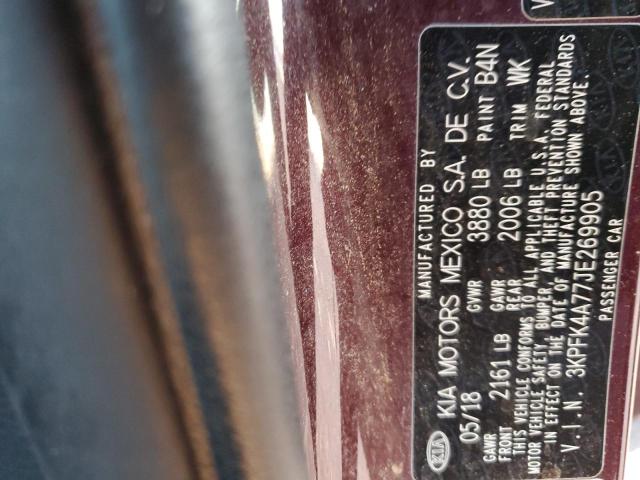 MANUFACTURED BY
KIA KIA MOTORS MEXICO S.A. DE C.V.
05/18 GVWR 3880 LB PAINT B4N
GAWR FRONT 2161 LB GAWR REAR 2006 LB TRIM WK
THIS VEHICLE CONFORMS TO ALL APPLICABLE U.S.A. FEDERAL
MOTOR VEHICLE SAFETY, BUMPER AND THEFT PREVENTION STANDARDS
IN EFFECT ON THE DATE OF MANUFACTURE SHOWN ABOVE.
V.I.N. 3KPFK4A77JE269905
PASSENGER CAR